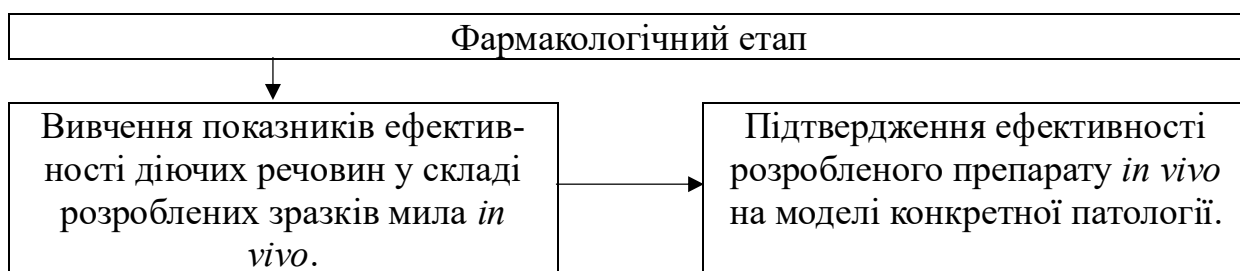 Фармакологічний етап
Вивчення показників ефектив-
ності діючих речовин у складі
розроблених зразків мила in
vivo.
Підтвердження ефективності
розробленого препарату in vivo
на моделі конкретної патології.